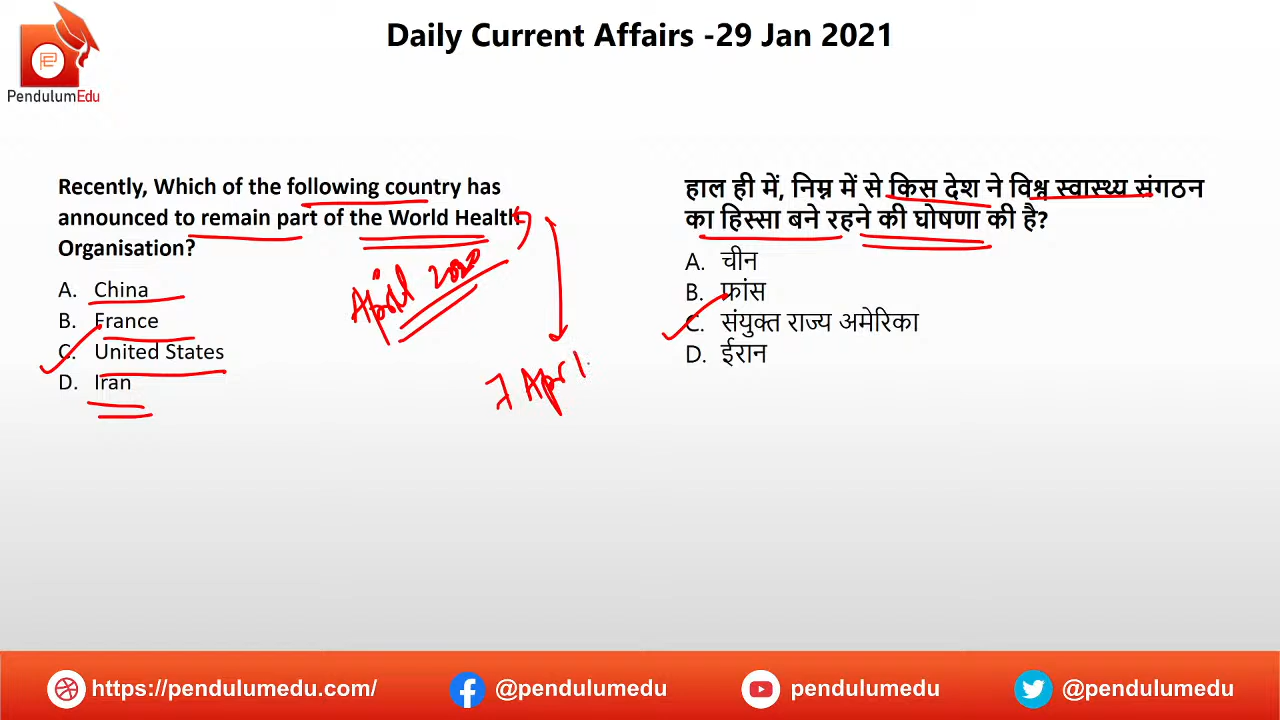 Daily Current Affairs -29 Jan 2021
PendulumEdu
Recently, Which of the following country has
announced to remain part of the World Health
Organisation?
A. China
B. France
C. United States
D. Iran
April 2020
7 Apr
हाल ही में, निम्न में से किस देश ने विश्व स्वास्थ्य संगठन
का हिस्सा बने रहने की घोषणा की है?
A. चीन
B. फ्रांस
C. संयुक्त राज्य अमेरिका
D. ईरान
https://pendulumedu.com/
@pendulumedu
pendulumedu
@pendulumedu